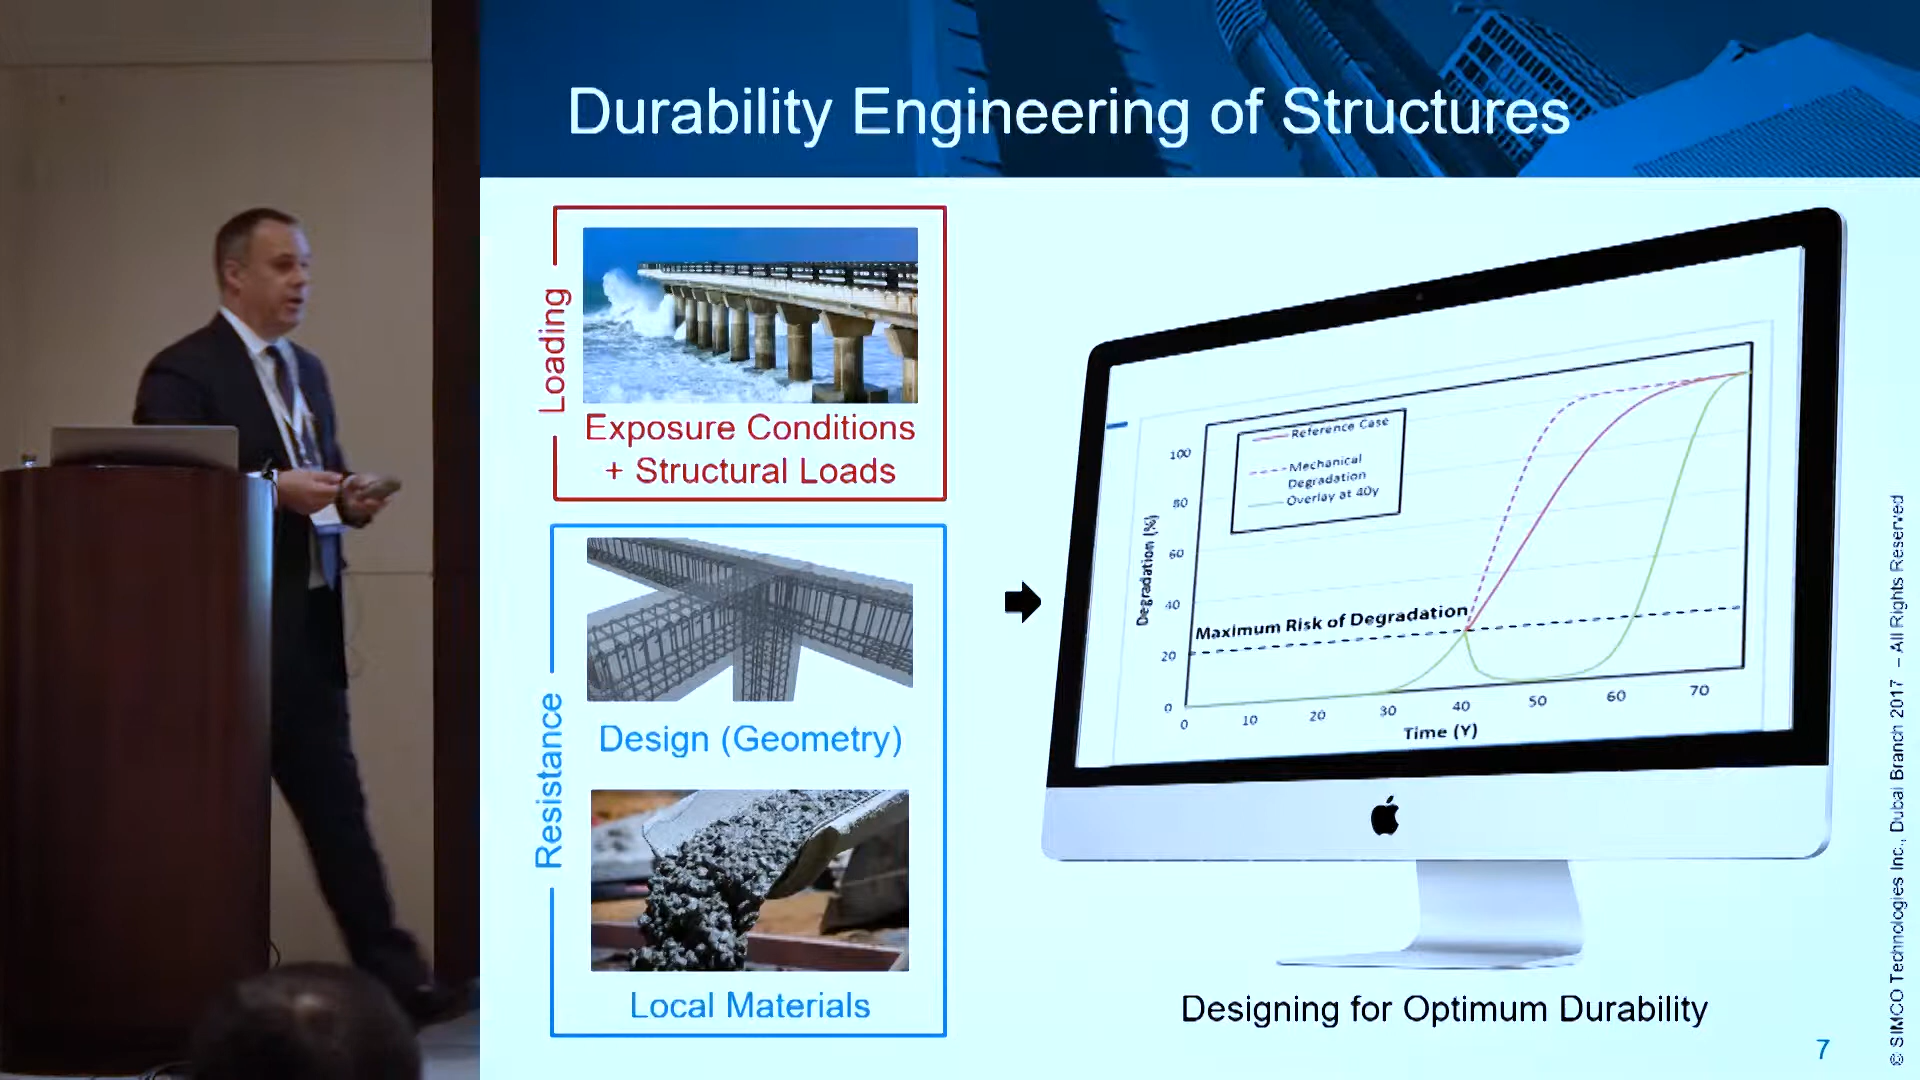 Durability Engineering of Structures
Loading
Exposure Conditions
+ Structural Loads
Resistance
Design (Geometry)
Local Materials
Reference Case
Mechanical
Degradation
Overlay at 40y
Degradation (%)
100
80
60
40
20
0
Maximum Risk of Degradation
0 10 20 30 40 50 60 70
Time (Y)
Designing for Optimum Durability
7
© SIMCO Technologies Inc., Dubai Branch 2017 – All Rights Reserved